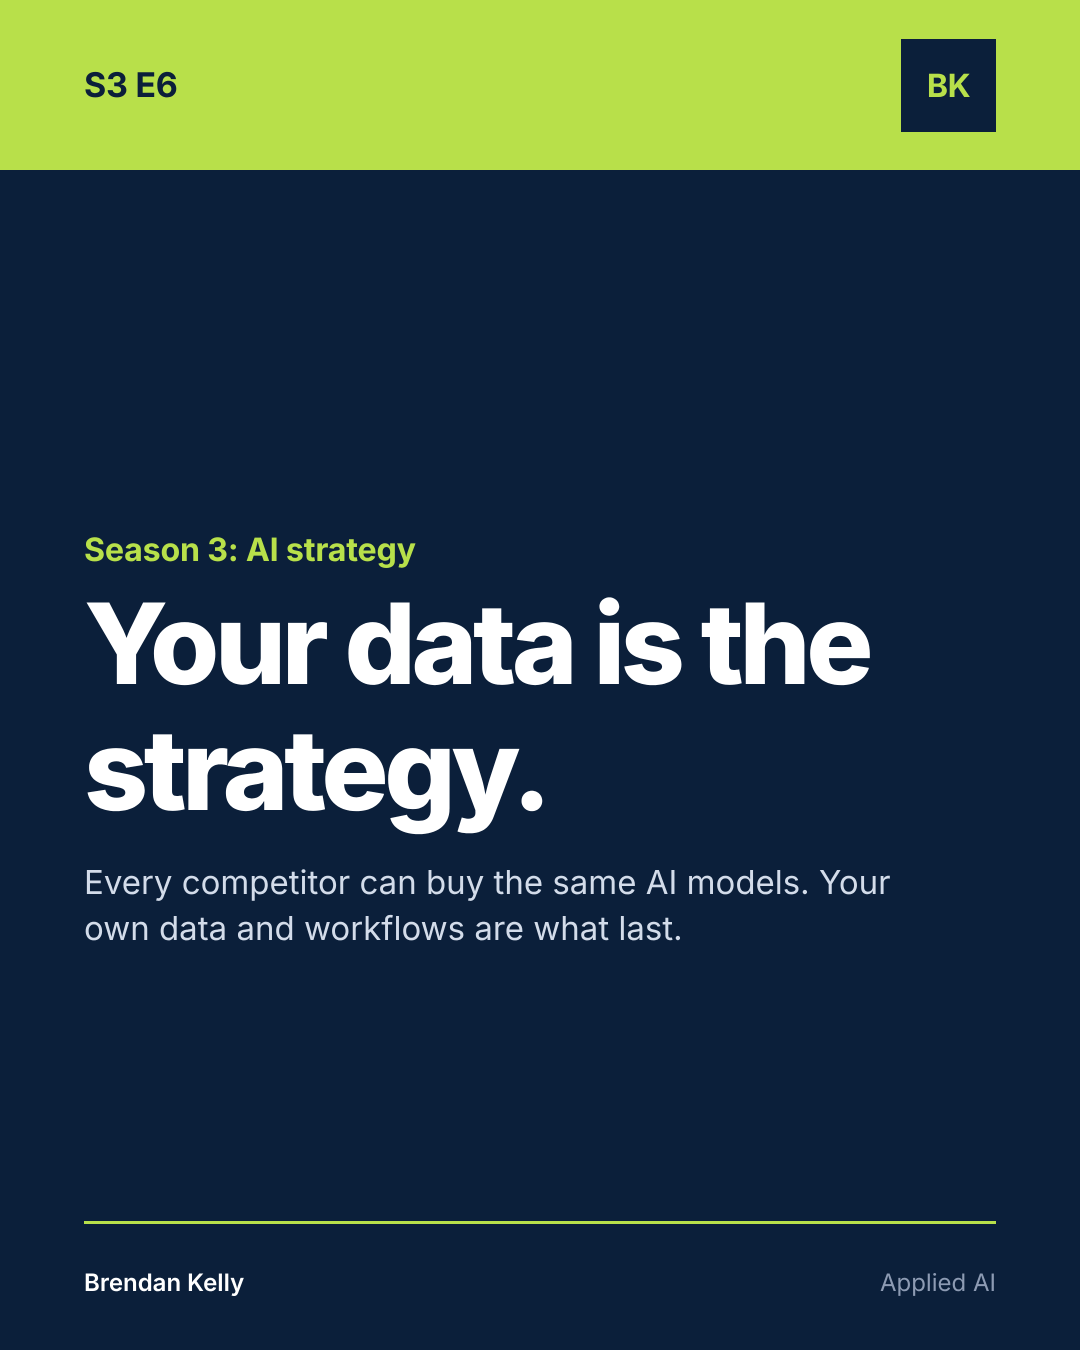 S3 E6
BK
Season 3: AI strategy
Your data is the
strategy.
Every competitor can buy the same AI models. Your
own data and workflows are what last.
Brendan Kelly
Applied AI